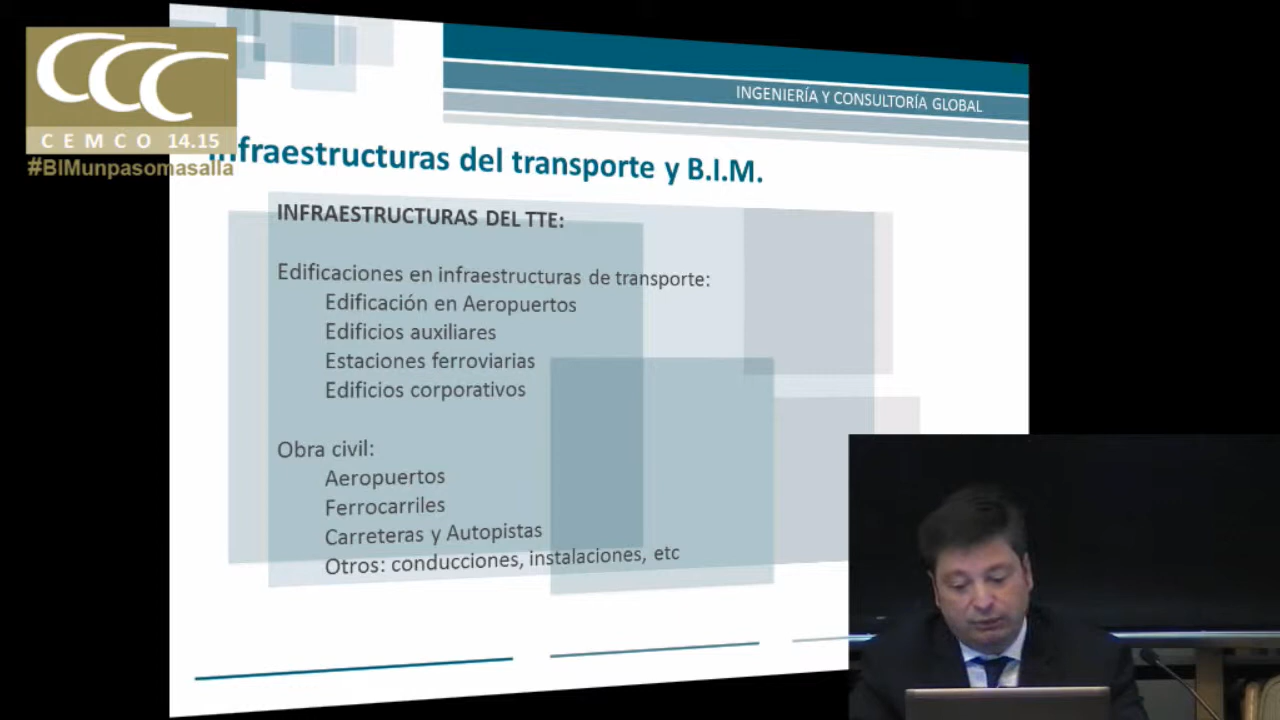 CCC
CEMCO 14.15
#BIMunpasomasalla
INGENIERÍA Y CONSULTORÍA GLOBAL
Infraestructuras del transporte y B.I.M.
INFRAESTRUCTURAS DEL TTE:
Edificaciones en infraestructuras de transporte:
Edificación en Aeropuertos
Edificios auxiliares
Estaciones ferroviarias
Edificios corporativos
Obra civil:
Aeropuertos
Ferrocarriles
Carreteras y Autopistas
Otros: conducciones, instalaciones, etc